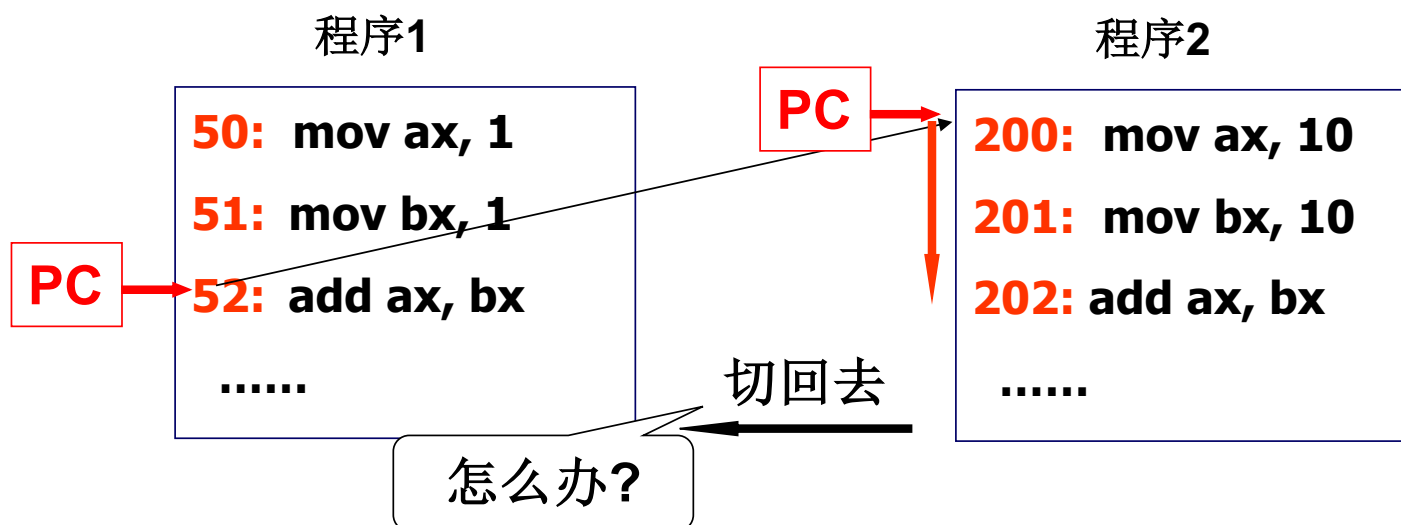 程序1
PC
50: mov ax, 1
51: mov bx, 1
52: add ax, bx
......
程序2
PC
200: mov ax, 10
201: mov bx, 10
202: add ax, bx
......
切回去
怎么办?